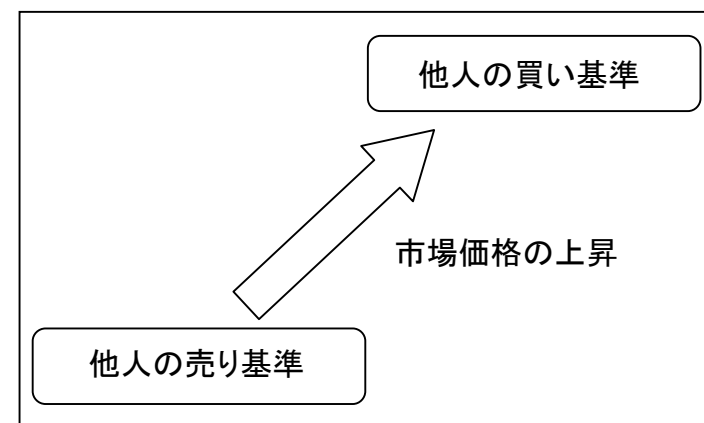 他人の買い基準
市場価格の上昇
他人の売り基準